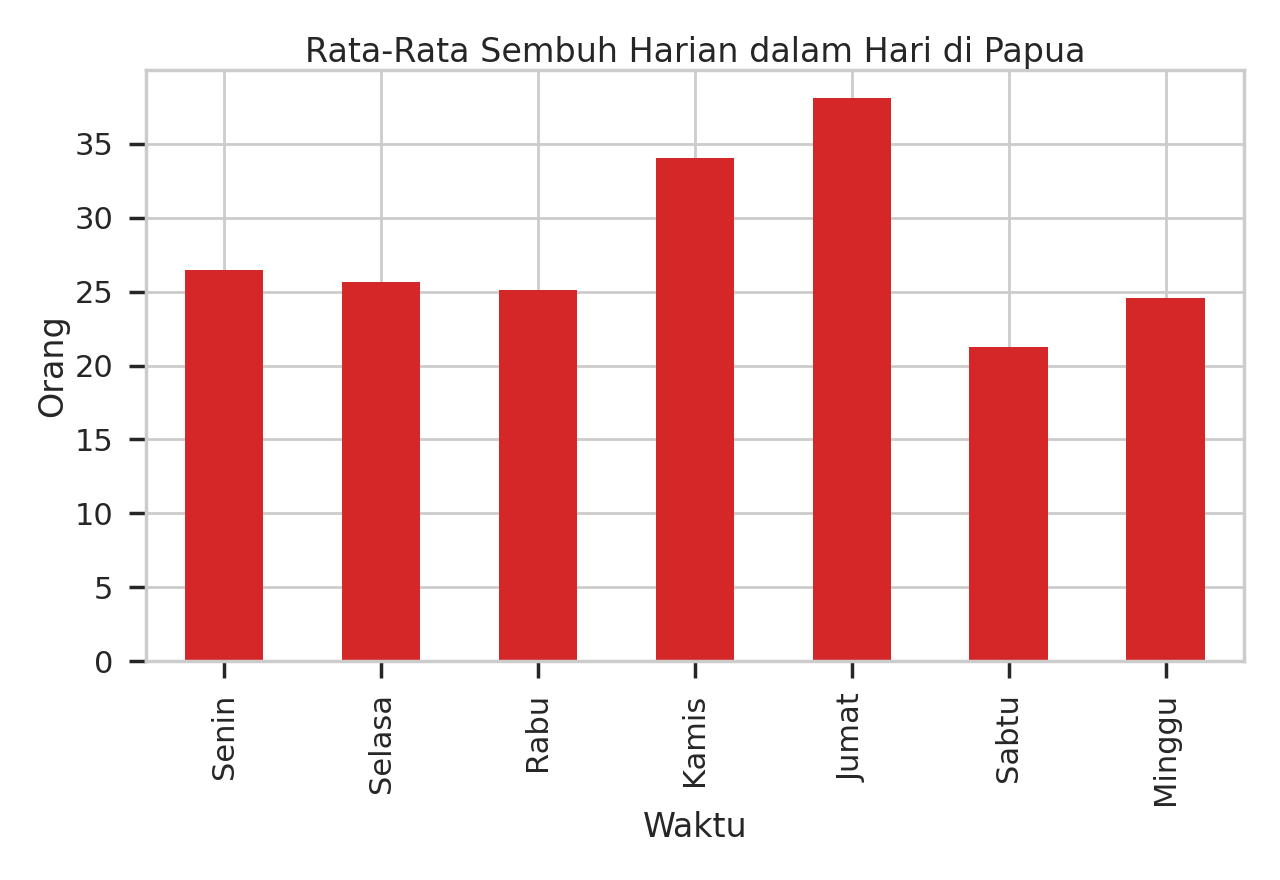 Rata-Rata Sembuh Harian dalam Hari di Papua
Orang
35
30
25
20
15
10
5
0
Senin
Selasa
Rabu
Kamis
Jumat
Sabtu
Minggu
Waktu